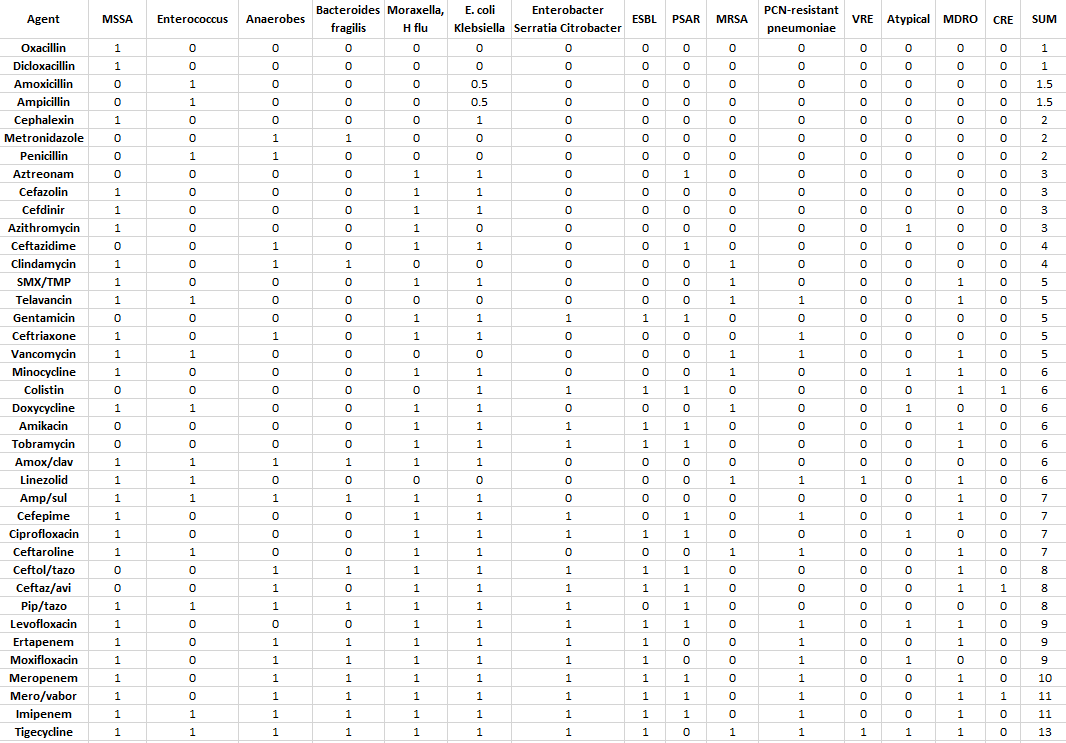 Agent MSSA Enterococcus Anaerobes Bacteroides fragilis Moraxella, H flu E. coli Klebsiella Enterobacter Serratia Citrobacter ESBL PSAR MRSA PCN-resistant pneumoniae VRE Atypical MDRO CRE SUM
Oxacillin 1 0 0 0 0 0 0 0 0 0 0 0 0 0 0 1
Dicloxacillin 1 0 0 0 0 0 0 0 0 0 0 0 0 0 0 1
Amoxicillin 0 1 0 0 0 0.5 0 0 0 0 0 0 0 0 0 1.5
Ampicillin 0 1 0 0 0 0.5 0 0 0 0 0 0 0 0 0 1.5
Cephalexin 1 0 0 0 0 1 0 0 0 0 0 0 0 0 0 2
Metronidazole 0 0 1 1 0 0 0 0 0 0 0 0 0 0 0 2
Penicillin 0 1 1 0 0 0 0 0 0 0 0 0 0 0 0 2
Aztreonam 0 0 0 0 1 1 0 0 1 0 0 0 0 0 0 3
Cefazolin 1 0 0 0 1 1 0 0 0 0 0 0 0 0 0 3
Cefdinir 1 0 0 0 1 1 0 0 0 0 0 0 0 0 0 3
Azithromycin 1 0 0 0 1 0 0 0 0 0 0 0 1 0 0 3
Ceftazidime 0 0 1 0 1 1 0 0 1 0 0 0 0 0 0 4
Clindamycin 1 0 1 1 0 0 0 0 0 1 0 0 0 0 0 4
SMX/TMP 1 0 0 0 1 1 0 0 0 1 0 0 0 1 0 5
Telavancin 1 1 0 0 0 0 0 0 0 1 1 0 0 1 0 5
Gentamicin 0 0 0 0 1 1 1 1 1 0 0 0 0 0 0 5
Ceftriaxone 1 0 1 0 1 1 0 0 0 0 1 0 0 0 0 5
Vancomycin 1 1 0 0 0 0 0 0 0 1 1 0 0 1 0 5
Minocycline 1 0 0 0 1 1 0 0 0 1 0 0 1 1 0 6
Colistin 0 0 0 0 0 1 1 1 1 0 0 0 0 1 1 6
Doxycycline 1 1 0 0 1 1 0 0 0 1 0 0 1 0 0 6
Amikacin 0 0 0 0 1 1 1 1 1 0 0 0 0 1 0 6
Tobramycin 0 0 0 0 1 1 1 1 1 0 0 0 0 1 0 6
Amox/clav 1 1 1 1 1 1 0 0 0 0 0 0 0 0 0 6
Linezolid 1 1 0 0 0 0 0 0 0 1 1 1 0 1 0 6
Amp/sul 1 1 1 1 1 1 0 0 0 0 0 0 0 1 0 7
Cefepime 1 0 0 0 1 1 1 0 1 0 1 0 0 1 0 7
Ciprofloxacin 1 0 0 0 1 1 1 1 1 0 0 0 1 0 0 7
Ceftaroline 1 1 0 0 1 1 0 0 0 1 1 0 0 1 0 7
Ceftol/tazo 0 0 1 1 1 1 1 1 1 0 0 0 0 1 0 8
Ceftaz/avi 0 0 1 0 1 1 1 1 1 0 0 0 0 1 1 8
Pip/tazo 1 1 1 1 1 1 1 0 1 0 0 0 0 0 0 8
Levofloxacin 1 0 0 0 1 1 1 1 1 0 1 0 1 1 0 9
Ertapenem 1 0 1 1 1 1 1 1 0 0 1 0 0 1 0 9
Moxifloxacin 1 0 1 1 1 1 1 1 0 0 1 0 1 0 0 9
Meropenem 1 0 1 1 1 1 1 1 1 0 1 0 0 1 0 10
Mero/vabor 1 0 1 1 1 1 1 1 1 0 1 0 0 1 1 11
Imipenem 1 1 1 1 1 1 1 1 1 0 1 0 0 1 0 11
Tigecycline 1 1 1 1 1 1 1 1 0 1 1 1 1 1 0 13